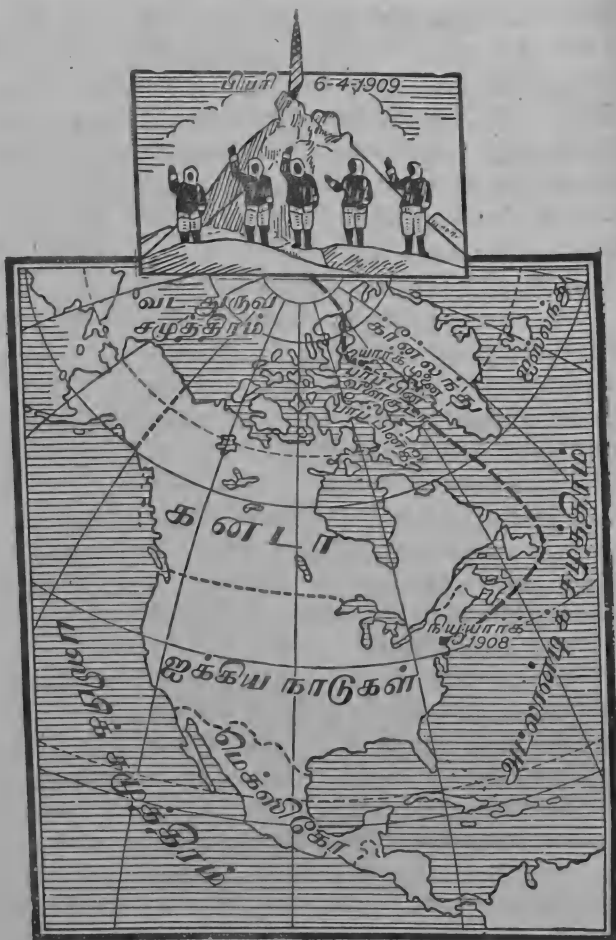 பியரி 6-4-1909
வட துருவ
சமுத்திரம்
கிரீன்லந்து
ஐஸ்லந்து
கனடா
அட்லாண்டிக் சமுத்திரம்
நியூயார்க்
1908
ஐக்கிய நாடுகள்
பஸிபிக் சமுத்திரம்
மெக்ஸிகோ